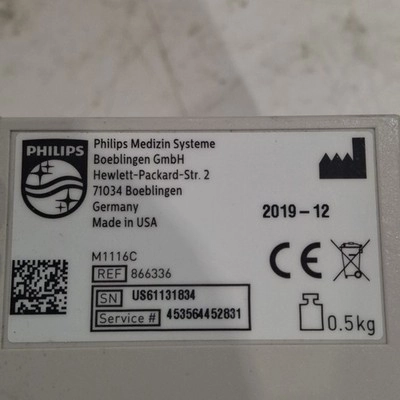 PHILIPS
Philips Medizin Systeme
Boeblingen GmbH
Hewlett-Packard-Str. 2
71034 Boeblingen
Germany
Made in USA
2019-12
M1116C
REF 866336
SN US61131834
Service # 453564452831
CE
0.5kg